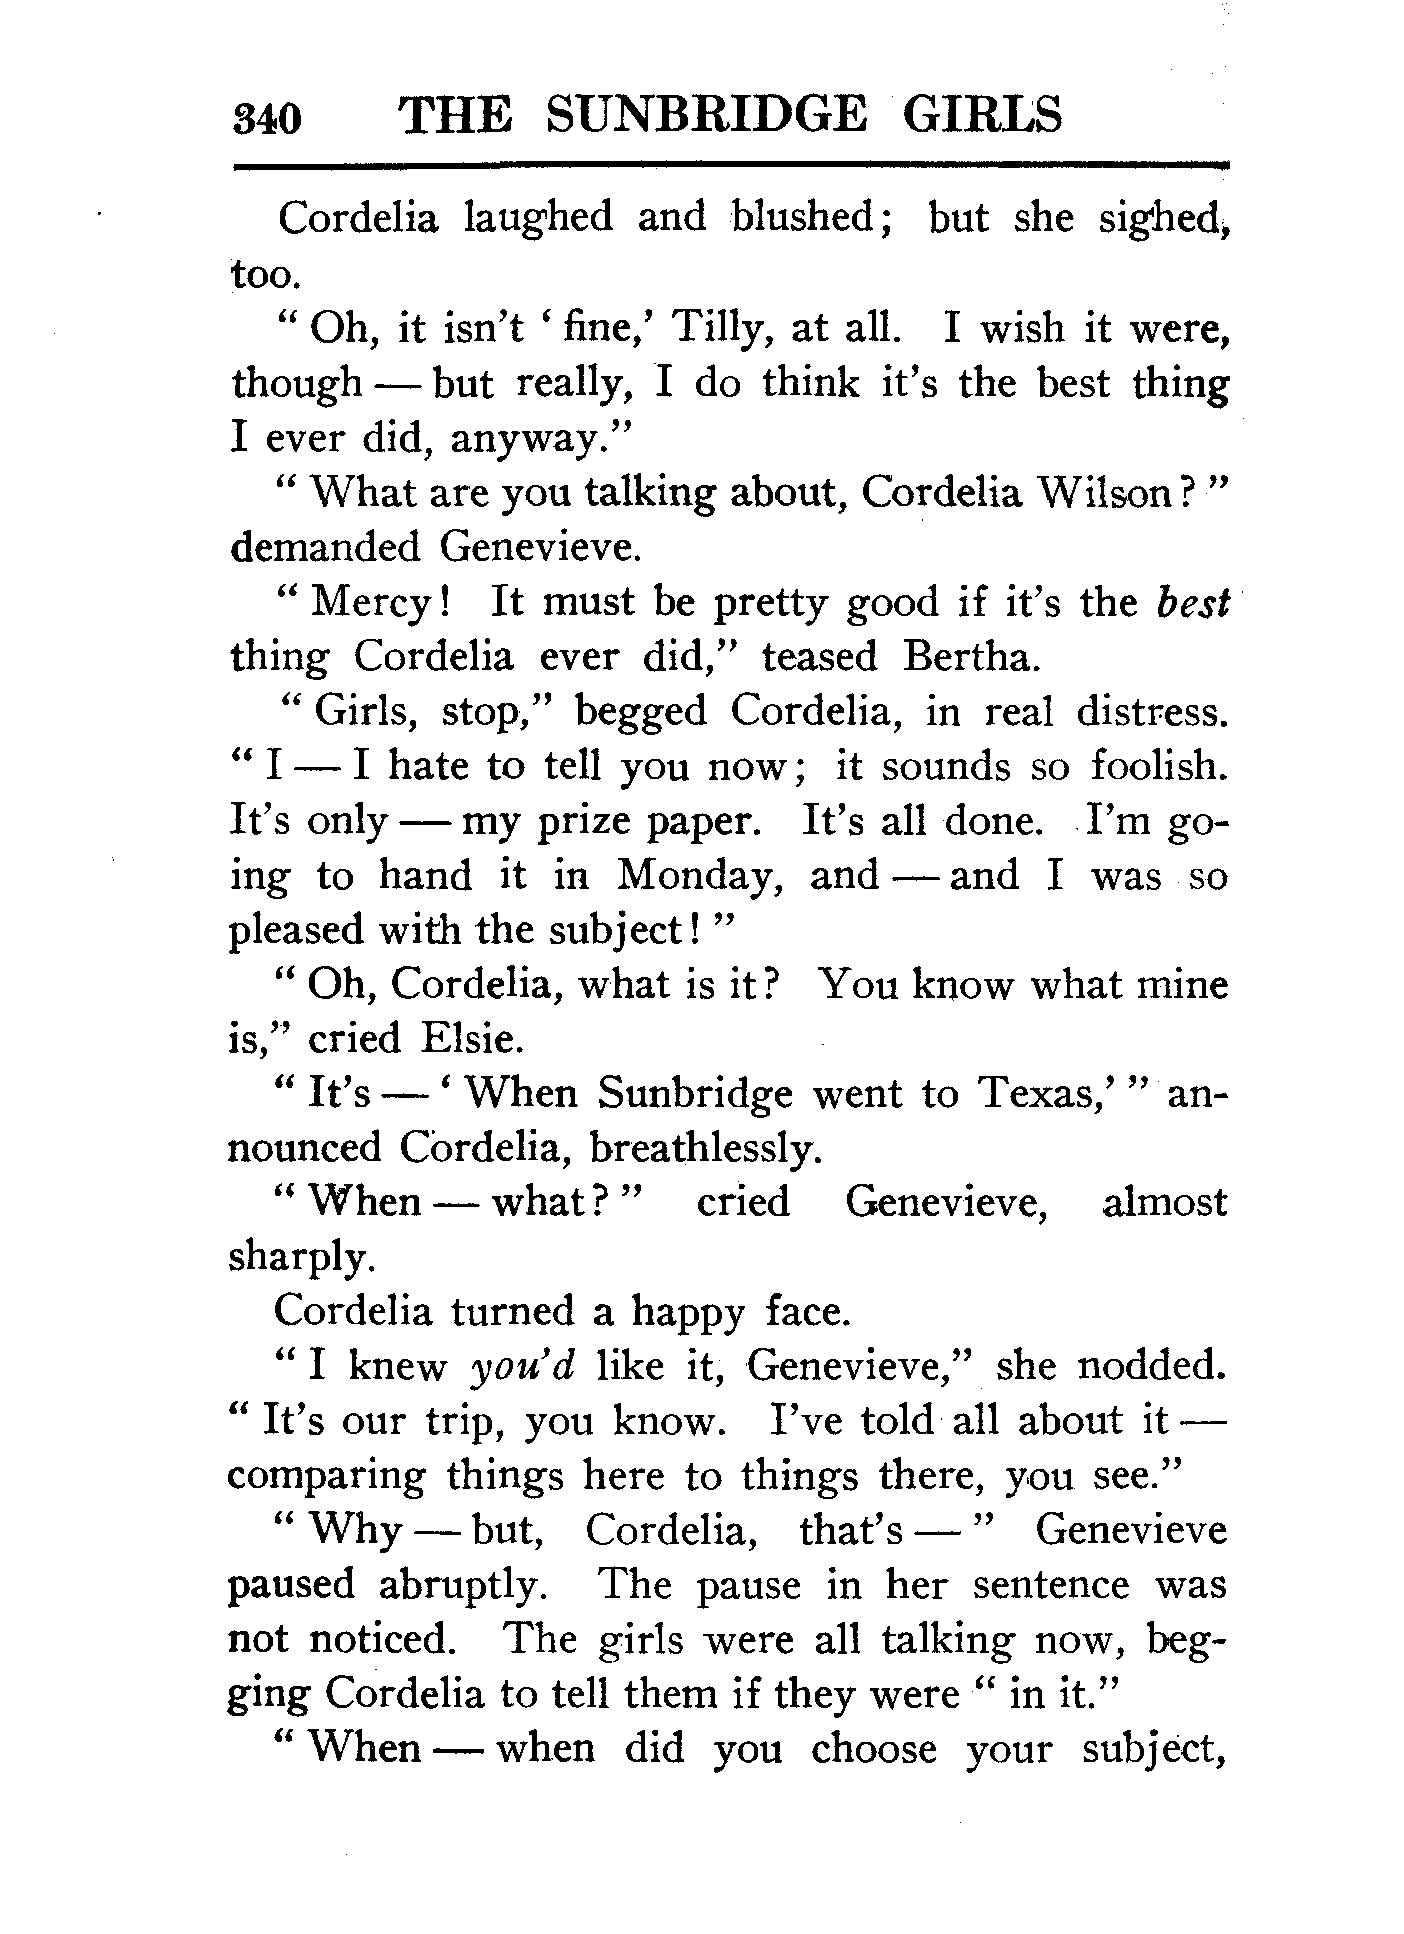 340 THE SUNBRIDGE GIRLS
Cordelia laughed and blushed; but she sighed,
too.
" Oh, it isn't ' fine,' Tilly, at all. I wish it were,
though — but really, I do think it's the best thing
I ever did, anyway."
" What are you talking about, Cordelia Wilson? "
demanded Genevieve.
" Mercy! It must be pretty good if it's the best
thing Cordelia ever did," teased Bertha.
" Girls, stop," begged Cordelia, in real distress.
" I — I hate to tell you now; it sounds so foolish.
It's only — my prize paper. It's all done. I'm go-
ing to hand it in Monday, and — and I was so
pleased with the subject! "
" Oh, Cordelia, what is it? You know what mine
is," cried Elsie.
" It's — ' When Sunbridge went to Texas,' " an-
nounced Cordelia, breathlessly.
" When — what? " cried Genevieve, almost
sharply.
Cordelia turned a happy face.
" I knew you'd like it, Genevieve," she nodded.
" It's our trip, you know. I've told all about it —
comparing things here to things there, you see."
" Why — but, Cordelia, that's — " Genevieve
paused abruptly. The pause in her sentence was
not noticed. The girls were all talking now, beg-
ging Cordelia to tell them if they were " in it."
" When — when did you choose your subject,